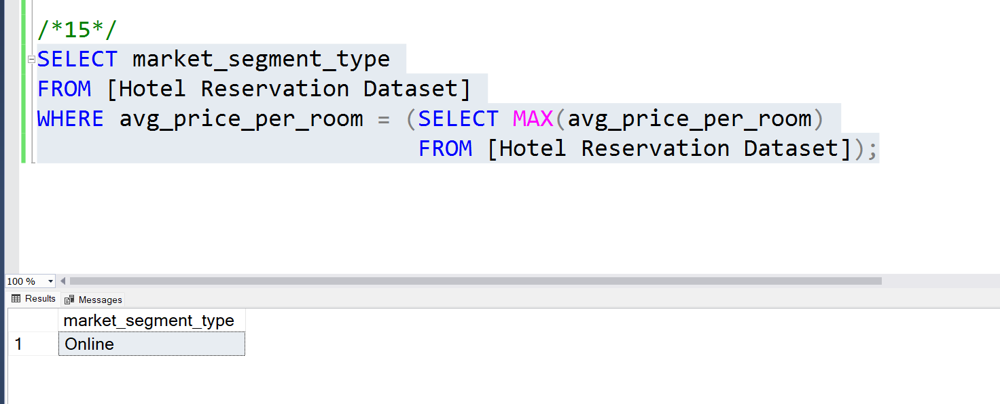 /*15*/
SELECT market_segment_type
FROM [Hotel Reservation Dataset]
WHERE avg_price_per_room = (SELECT MAX(avg_price_per_room)
FROM [Hotel Reservation Dataset]);
100 %
Results Messages
market_segment_type
1 Online